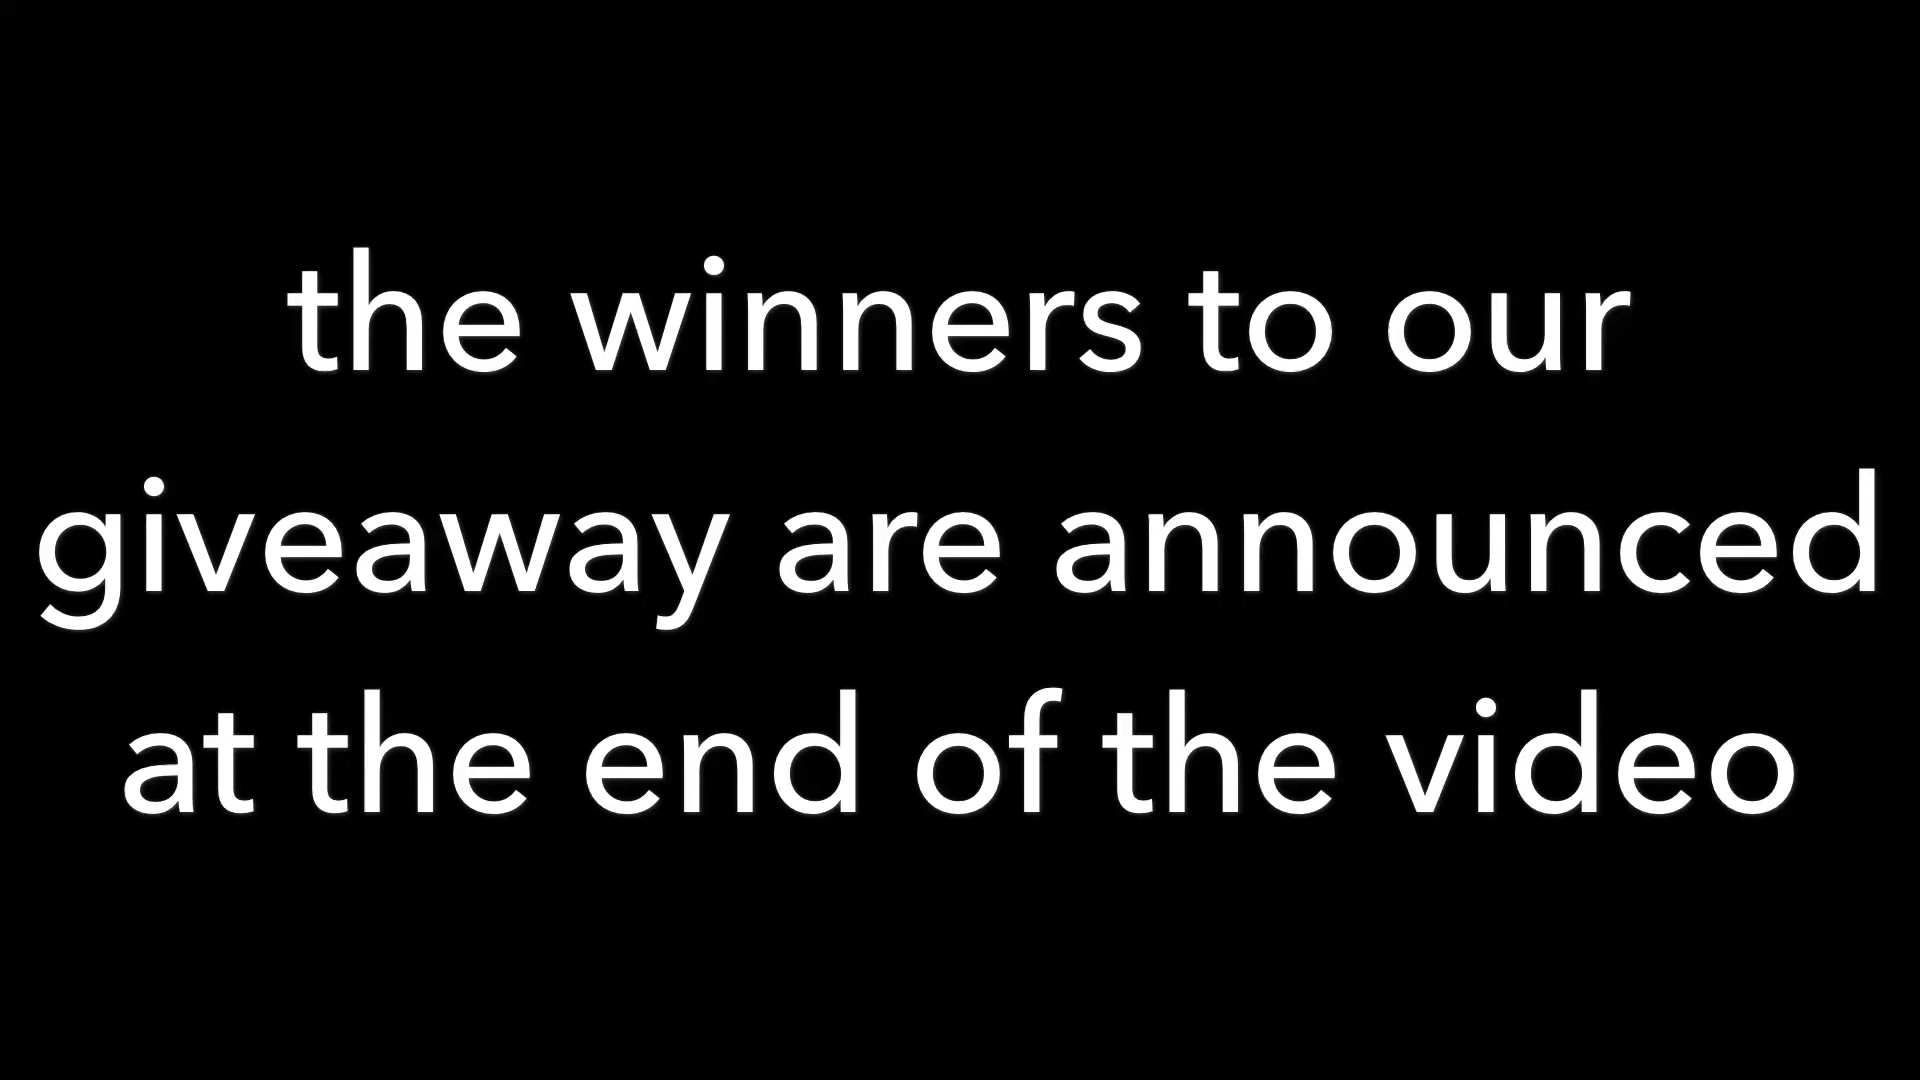 the winners to our
giveaway are announced
at the end of the video